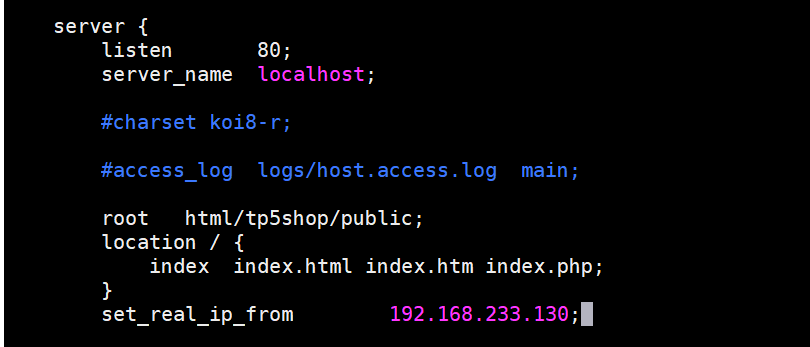 server {
listen 80;
server_name localhost;
#charset koi8-r;
#access_log logs/host.access.log main;
root html/tp5shop/public;
location / {
index index.html index.htm index.php;
}
set_real_ip_from 192.168.233.130;